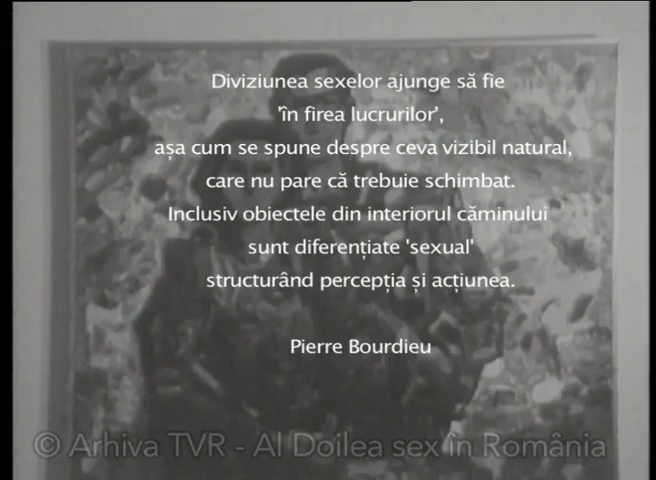 Diviziunea sexelor ajunge să fie
'în firea lucrurilor',
așa cum se spune despre ceva vizibil natural,
care nu pare că trebuie schimbat.
Inclusiv obiectele din interiorul căminului
sunt diferențiate 'sexual'
structurând percepția și acțiunea.
Pierre Bourdieu
© Arhiva TVR - Al Doilea sex în România